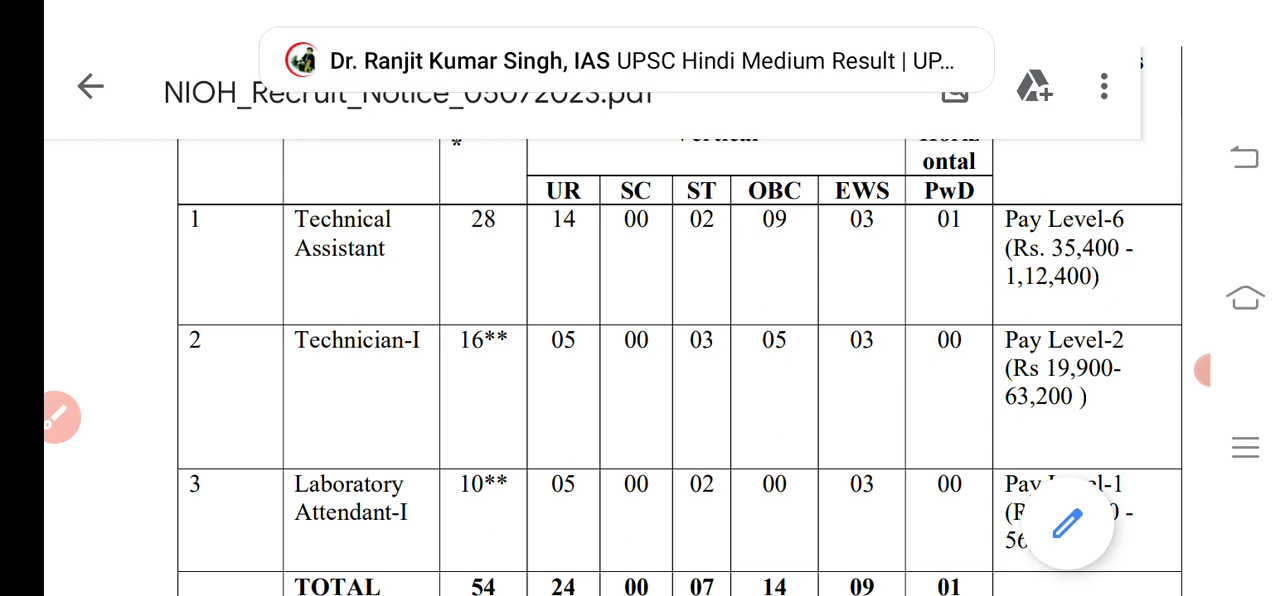 Dr. Ranjit Kumar Singh, IAS UPSC Hindi Medium Result | UP...
NIOH_Recruit_Notice_05072023.pdf
*
ontal
UR SC ST OBC EWS PwD
1 Technical Assistant 28 14 00 02 09 03 01 Pay Level-6 (Rs. 35,400 - 1,12,400)
2 Technician-I 16** 05 00 03 05 03 00 Pay Level-2 (Rs 19,900- 63,200 )
3 Laboratory Attendant-I 10** 05 00 02 00 03 00
TOTAL 54 24 00 07 14 09 01